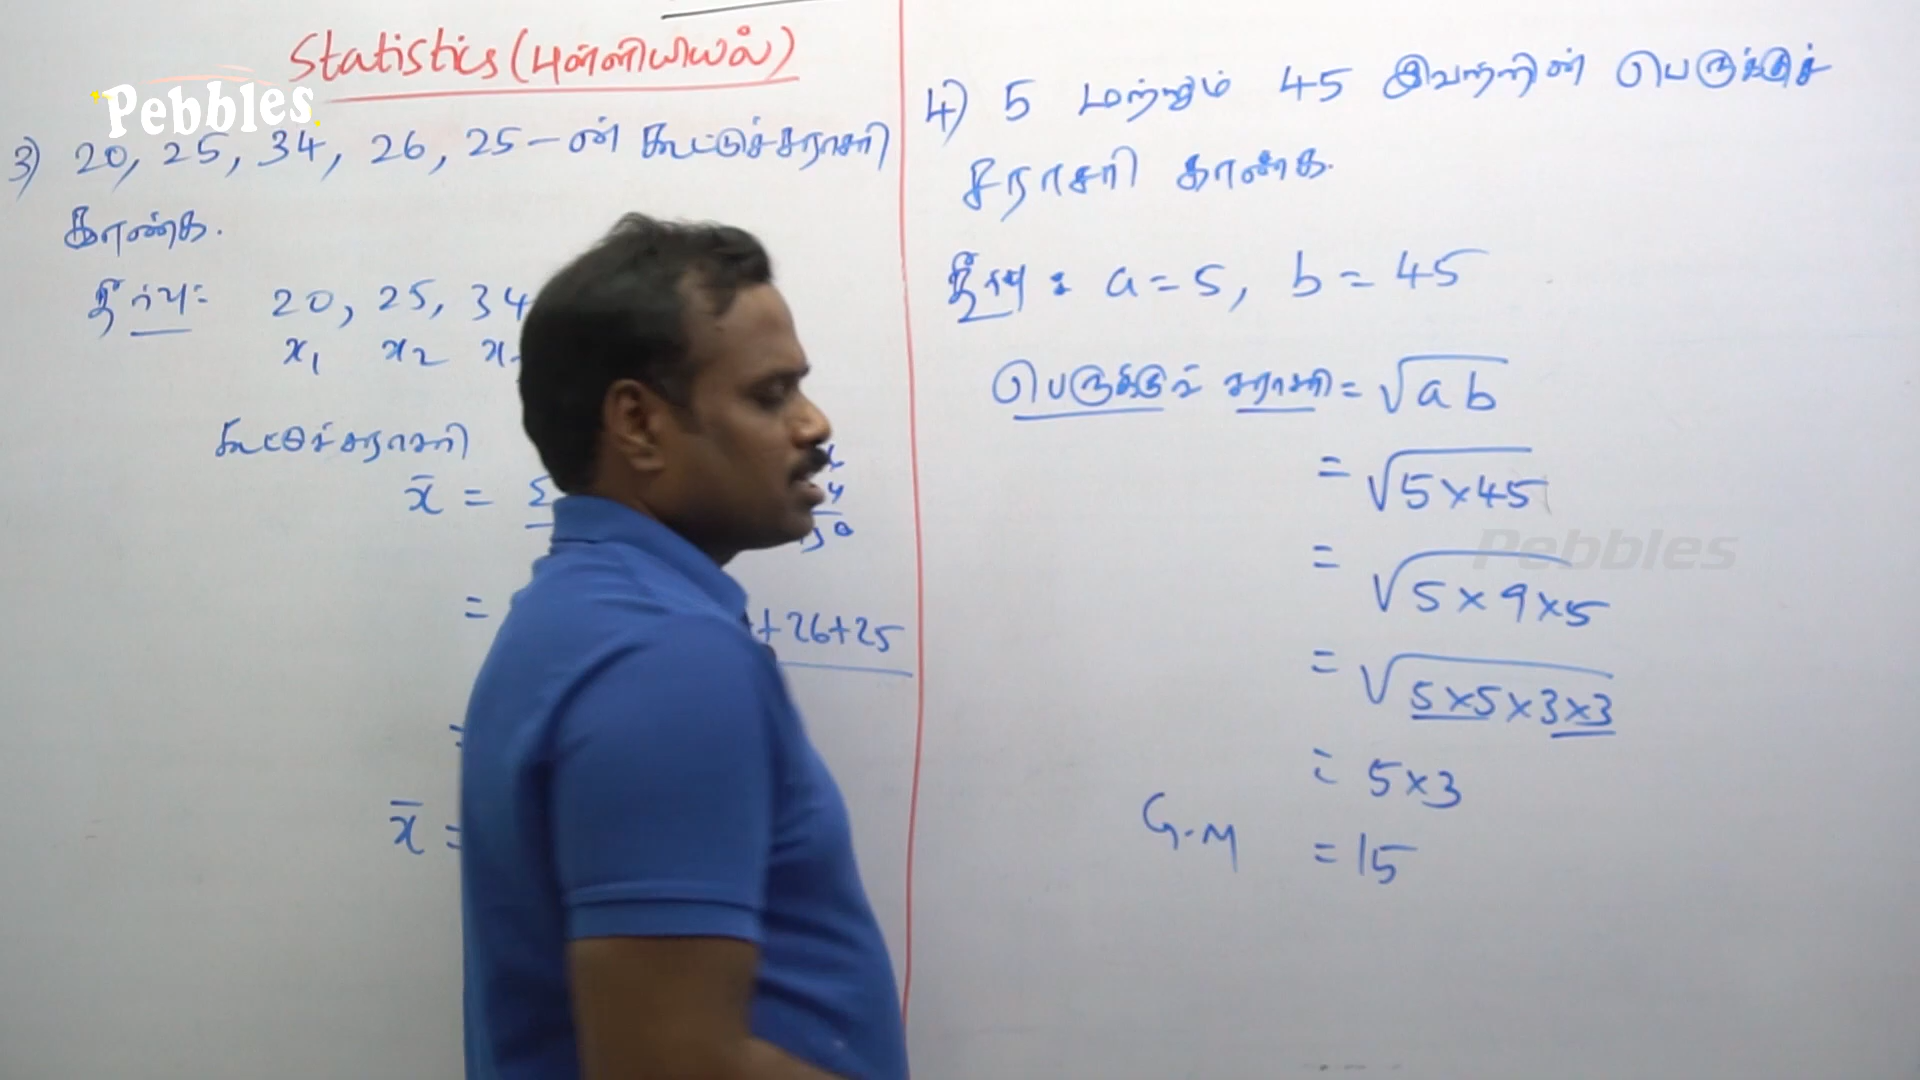 Statistics (புள்ளியியல்)
Pebbles
3) 20, 25, 34, 26, 25 – ன் கூட்டுச்சராசரி
காண்க.
தீர்வு: 20, 25, 34
x₁ x₂
கூட்டுச்சராசரி
x̄ = Σ
=
+ 26 + 25
=
x̄ =
4) 5 மற்றும் 45 இவற்றின் பெருக்குச்
சராசரி காண்க.
தீர்வு : a = 5, b = 45
பெருக்குச் சராசரி = √ab
= √5×45
= √5×9×5
Pebbles
= √5×5×3×3
= 5×3
G.M = 15